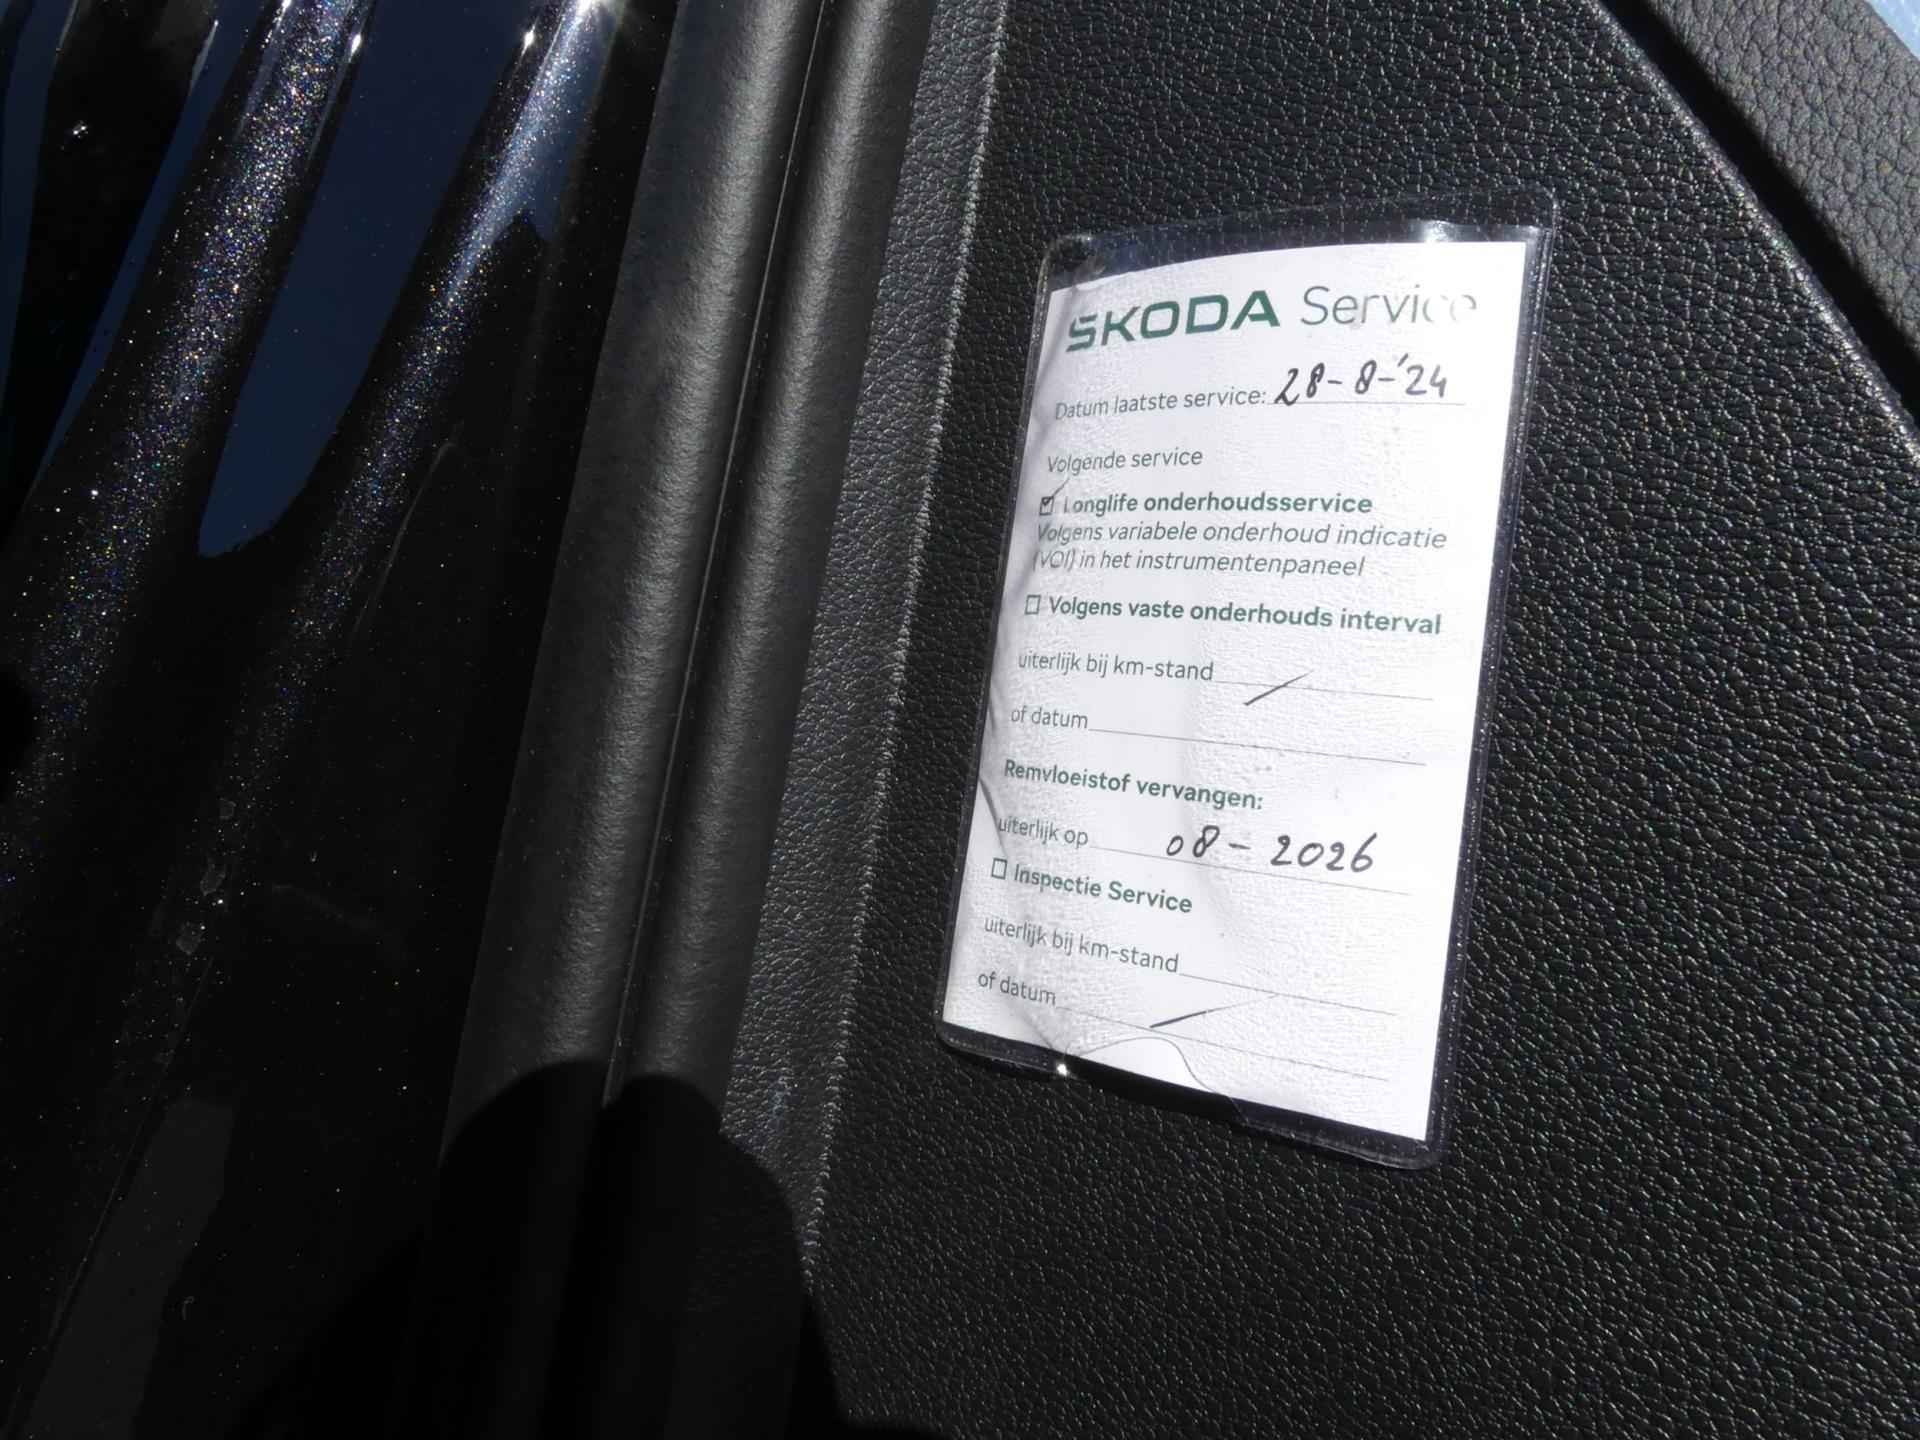 ŠKODA Service
Datum laatste service: 28-8-'24
Volgende service
Longlife onderhoudsservice
Volgens variabele onderhoud indicatie
(VOI) in het instrumentenpaneel
Volgens vaste onderhouds interval
uiterlijk bij km-stand
of datum
Remvloeistof vervangen:
uiterlijk op 08-2026
Inspectie Service
uiterlijk bij km-stand
of datum